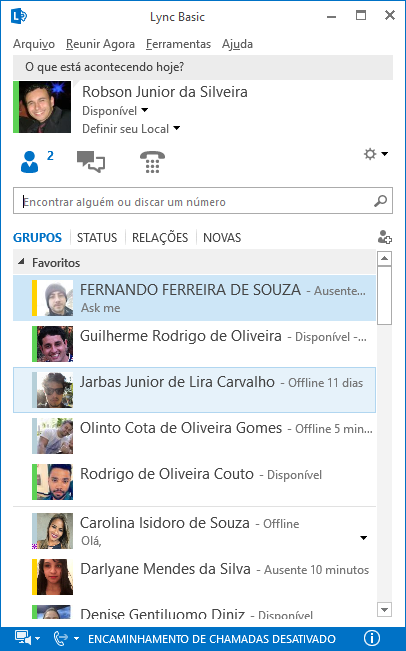 Lync Basic
Arquivo Reunir Agora Ferramentas Ajuda
O que está acontecendo hoje?
Robson Junior da Silveira
Disponível
Definir seu Local
2
Encontrar alguém ou discar um número
GRUPOS STATUS RELAÇÕES NOVAS
Favoritos
FERNANDO FERREIRA DE SOUZA - Ausente...
Ask me
Guilherme Rodrigo de Oliveira - Disponível -...
Jarbas Junior de Lira Carvalho - Offline 11 dias
Olinto Cota de Oliveira Gomes - Offline 5 min...
Rodrigo de Oliveira Couto - Disponível
Carolina Isidoro de Souza - Offline
Olá,
Darlyane Mendes da Silva - Ausente 10 minutos
Denise Gentiluomo Diniz - Disponível
ENCAMINHAMENTO DE CHAMADAS DESATIVADO